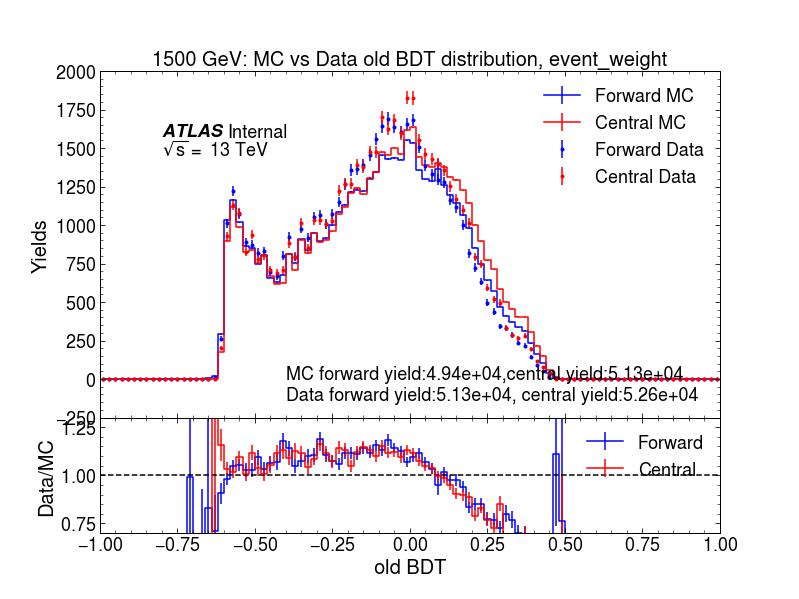 1500 GeV: MC vs Data old BDT distribution, event_weight
2000
1750
1500
1250
1000
750
500
250
0
−250
Yields
ATLAS Internal
√s = 13 TeV
Forward MC
Central MC
Forward Data
Central Data
MC forward yield:4.94e+04,central yield:5.13e+04
Data forward yield:5.13e+04, central yield:5.26e+04
1.25
1.00
0.75
Data/MC
Forward
Central
−1.00 −0.75 −0.50 −0.25 0.00 0.25 0.50 0.75 1.00
old BDT